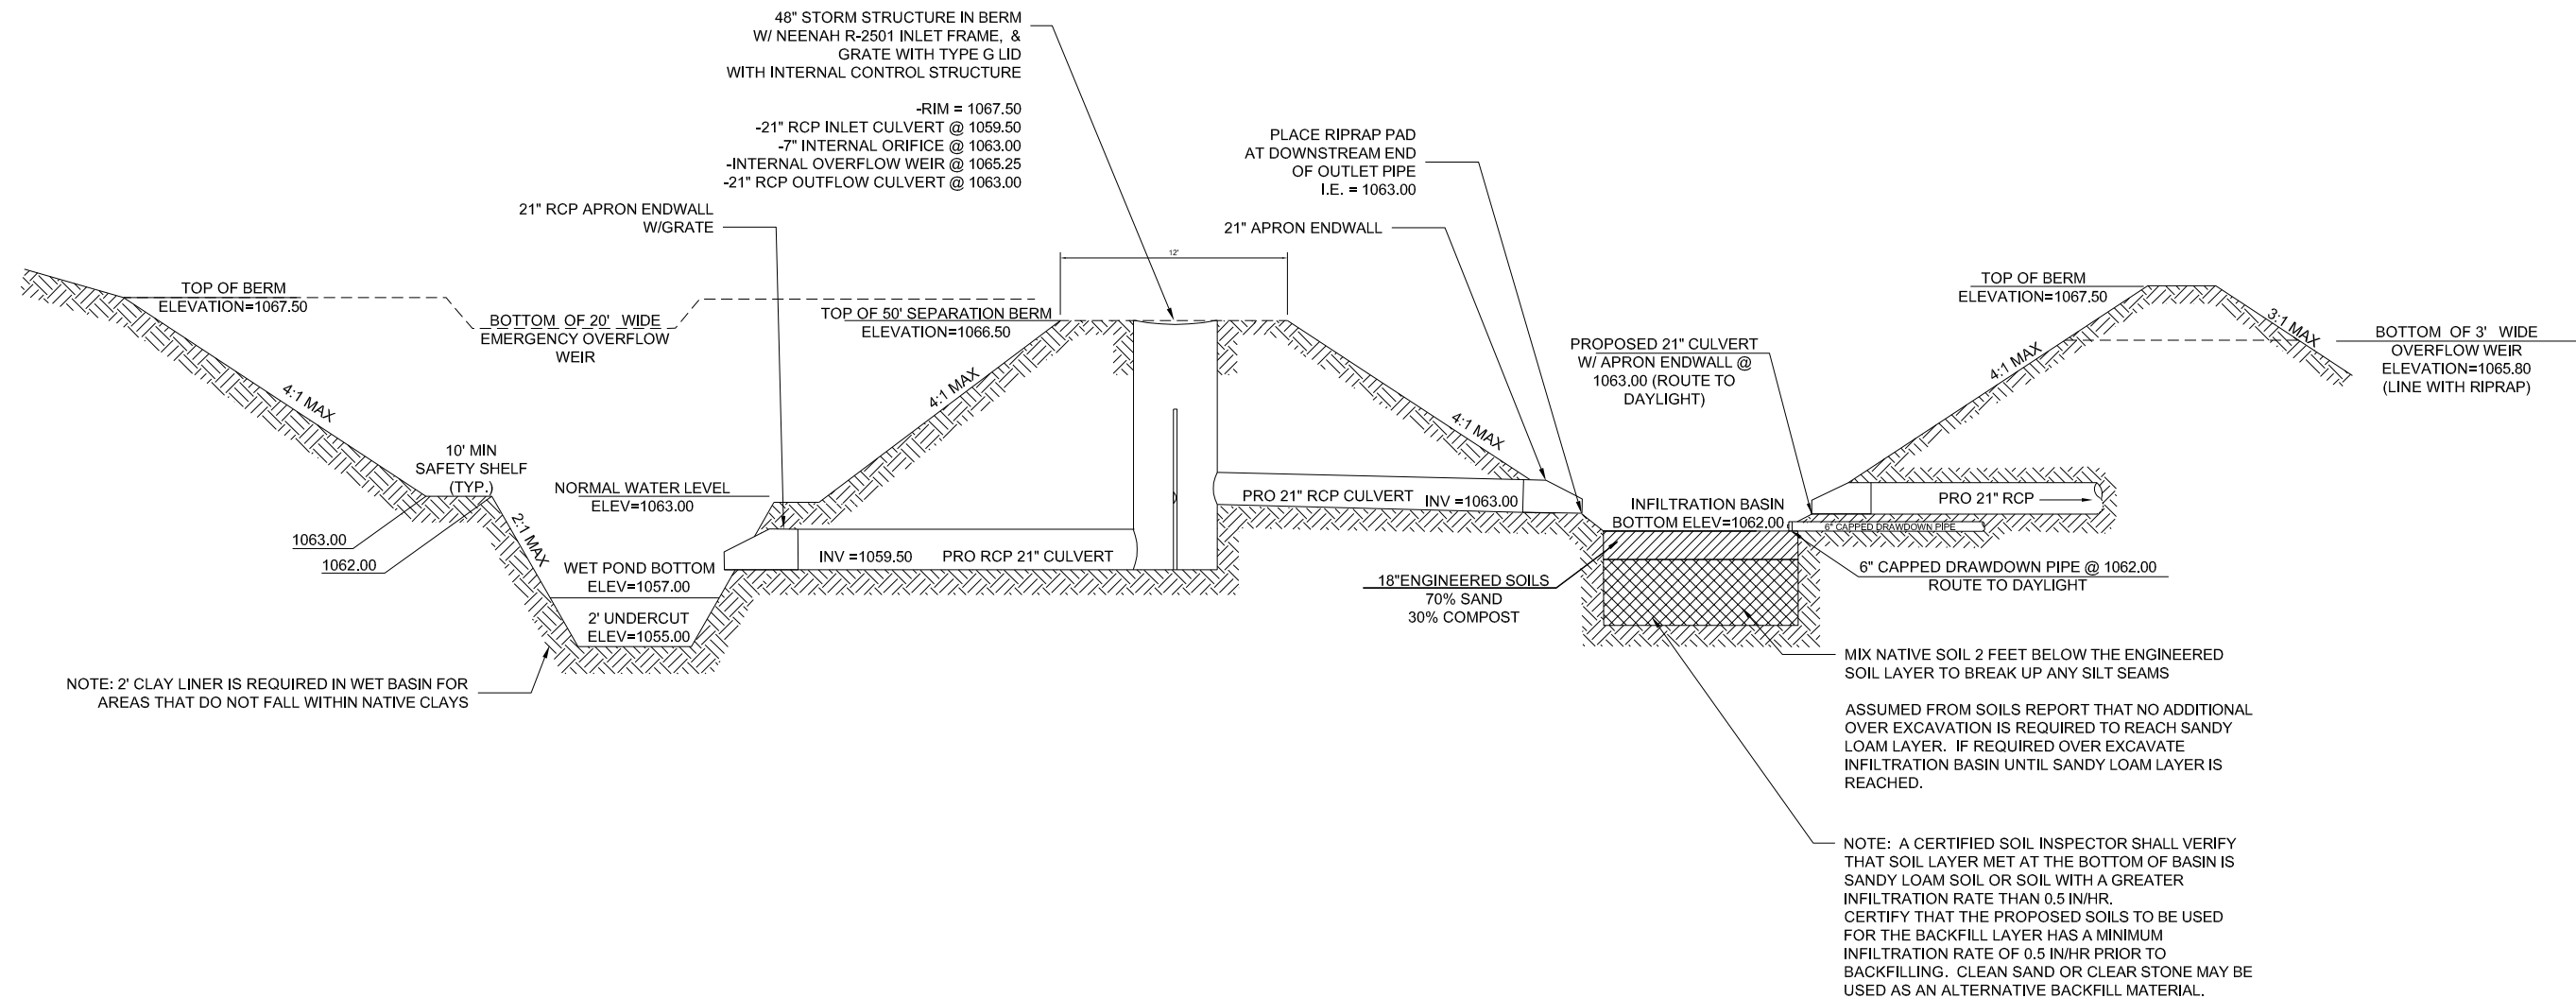 48" STORM STRUCTURE IN BERM
W/ NEENAH R-2501 INLET FRAME, &
GRATE WITH TYPE G LID
WITH INTERNAL CONTROL STRUCTURE
-RIM = 1067.50
-21" RCP INLET CULVERT @ 1059.50
-7" INTERNAL ORIFICE @ 1063.00
-INTERNAL OVERFLOW WEIR @ 1065.25
-21" RCP OUTFLOW CULVERT @ 1063.00
PLACE RIPRAP PAD
AT DOWNSTREAM END
OF OUTLET PIPE
I.E. = 1063.00
21" RCP APRON ENDWALL
W/GRATE
21" APRON ENDWALL
12'
TOP OF BERM
ELEVATION=1067.50
BOTTOM OF 20' WIDE
EMERGENCY OVERFLOW
WEIR
TOP OF 50' SEPARATION BERM
ELEVATION=1066.50
TOP OF BERM
ELEVATION=1067.50
3:1 MAX
BOTTOM OF 3' WIDE
OVERFLOW WEIR
ELEVATION=1065.80
(LINE WITH RIPRAP)
PROPOSED 21" CULVERT
W/ APRON ENDWALL @
1063.00 (ROUTE TO
DAYLIGHT)
4:1 MAX
4:1 MAX
4:1 MAX
4:1 MAX
10' MIN
SAFETY SHELF
(TYP.)
NORMAL WATER LEVEL
ELEV=1063.00
2:1 MAX
1063.00
1062.00
PRO 21" RCP CULVERT
INV =1063.00
INFILTRATION BASIN
BOTTOM ELEV=1062.00
PRO 21" RCP
6" CAPPED DRAWDOWN PIPE
INV =1059.50
PRO RCP 21" CULVERT
WET POND BOTTOM
ELEV=1057.00
2' UNDERCUT
ELEV=1055.00
18"ENGINEERED SOILS
70% SAND
30% COMPOST
6" CAPPED DRAWDOWN PIPE @ 1062.00
ROUTE TO DAYLIGHT
NOTE: 2' CLAY LINER IS REQUIRED IN WET BASIN FOR
AREAS THAT DO NOT FALL WITHIN NATIVE CLAYS
MIX NATIVE SOIL 2 FEET BELOW THE ENGINEERED
SOIL LAYER TO BREAK UP ANY SILT SEAMS
ASSUMED FROM SOILS REPORT THAT NO ADDITIONAL
OVER EXCAVATION IS REQUIRED TO REACH SANDY
LOAM LAYER. IF REQUIRED OVER EXCAVATE
INFILTRATION BASIN UNTIL SANDY LOAM LAYER IS
REACHED.
NOTE: A CERTIFIED SOIL INSPECTOR SHALL VERIFY
THAT SOIL LAYER MET AT THE BOTTOM OF BASIN IS
SANDY LOAM SOIL OR SOIL WITH A GREATER
INFILTRATION RATE THAN 0.5 IN/HR.
CERTIFY THAT THE PROPOSED SOILS TO BE USED
FOR THE BACKFILL LAYER HAS A MINIMUM
INFILTRATION RATE OF 0.5 IN/HR PRIOR TO
BACKFILLING. CLEAN SAND OR CLEAR STONE MAY BE
USED AS AN ALTERNATIVE BACKFILL MATERIAL.